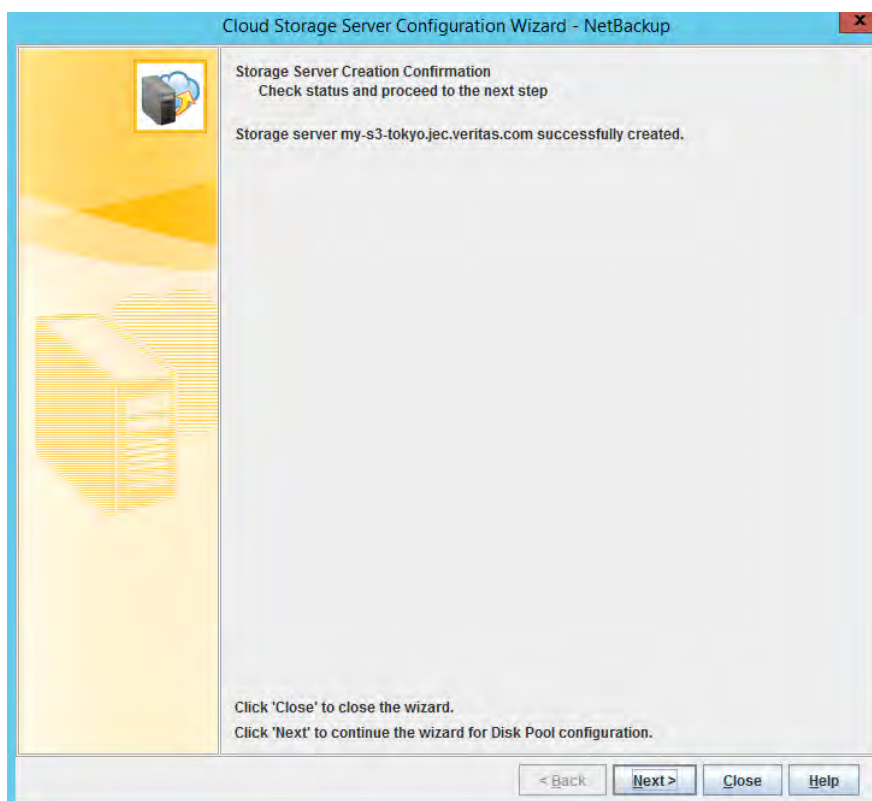 Cloud Storage Server Configuration Wizard - NetBackup
x
Storage Server Creation Confirmation
Check status and proceed to the next step
Storage server my-s3-tokyo.jec.veritas.com successfully created.
Click 'Close' to close the wizard.
Click 'Next' to continue the wizard for Disk Pool configuration.
< Back Next > Close Help